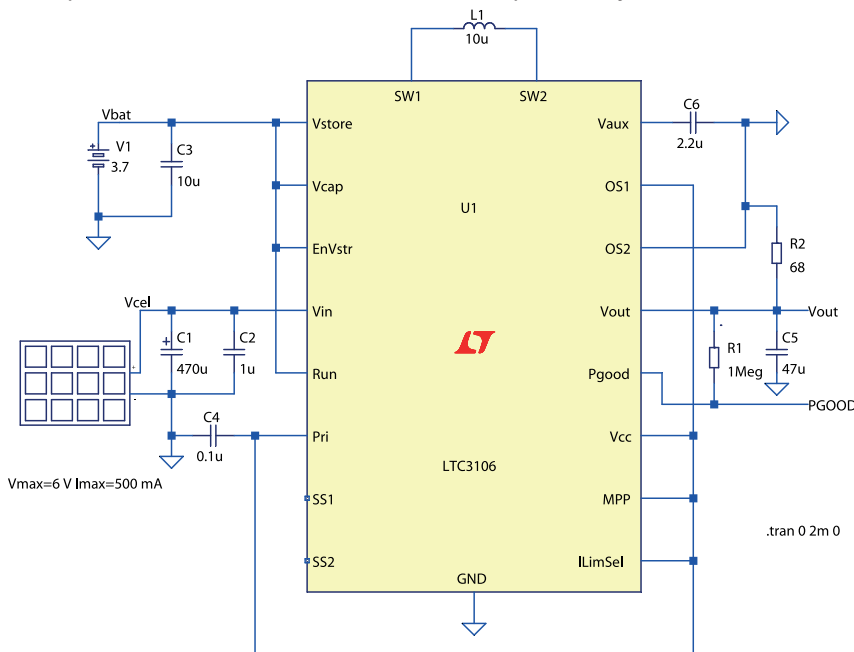 L1
10u
SW1
SW2
Vbat
V1
3.7
C3
10u
Vstore
Vcap
EnVstr
Vin
Run
Pri
SS1
SS2
U1
LTC3106
GND
Vaux
OS1
OS2
Vout
Pgood
Vcc
MPP
ILimSel
C6
2.2u
R2
68
Vout
R1
1Meg
C5
47u
PGOOD
Vcel
C1
470u
C2
1u
C4
0.1u
Vmax=6 V Imax=500 mA
.tran 0 2m 0